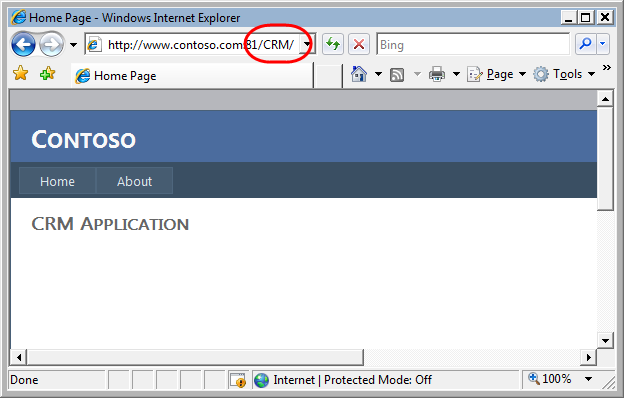 Home Page - Windows Internet Explorer
http://www.contoso.com:81/CRM/
Bing
Home Page
Page
Tools
»
CONTOSO
Home
About
CRM APPLICATION
Done
Internet | Protected Mode: Off
100%